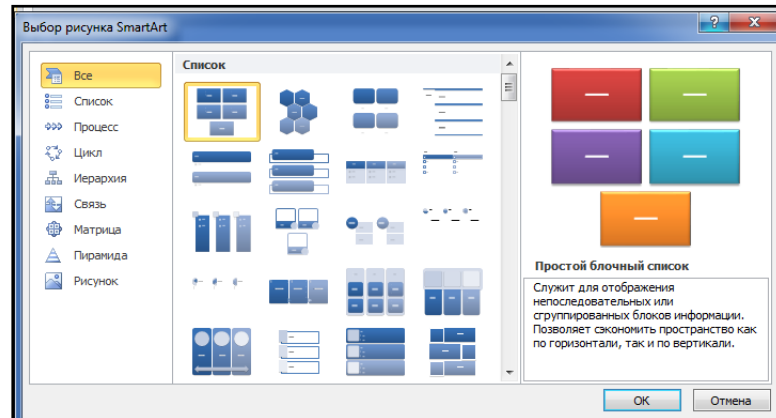 Выбор рисунка SmartArt
Все
Список
Процесс
Цикл
Иерархия
Связь
Матрица
Пирамида
Рисунок
Список
Простой блочный список
Служит для отображения
непоследовательных или
сгруппированных блоков информации.
Позволяет сэкономить пространство как
по горизонтали, так и по вертикали.
ОК
Отмена